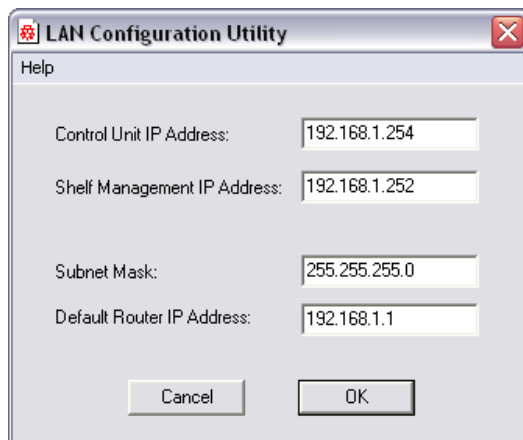 LAN Configuration Utility
Help
Control Unit IP Address: 192.168.1.254
Shelf Management IP Address: 192.168.1.252
Subnet Mask: 255.255.255.0
Default Router IP Address: 192.168.1.1
Cancel OK